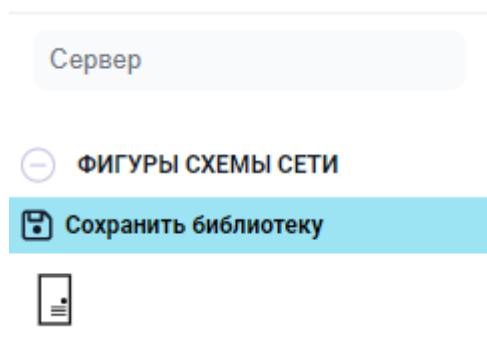 Сервер
ФИГУРЫ СХЕМЫ СЕТИ
Сохранить библиотеку